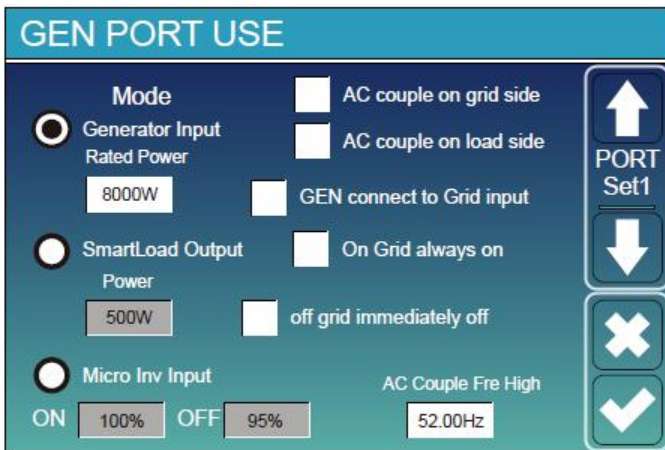 GEN PORT USE
Mode
AC couple on grid side
Generator Input
AC couple on load side
Rated Power
8000W
GEN connect to Grid input
PORT
Set1
SmartLoad Output
On Grid always on
Power
500W
off grid immediately off
Micro Inv Input
AC Couple Fre High
ON 100% OFF 95%
52.00Hz